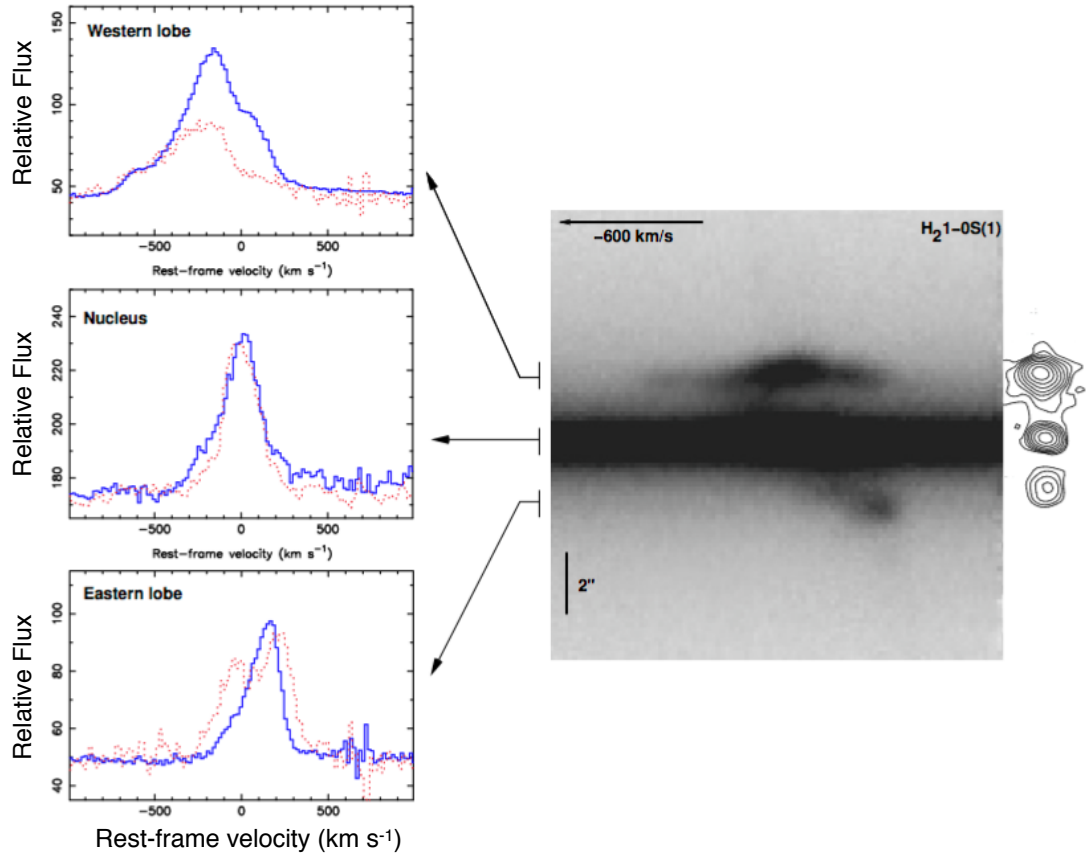 Western lobe
Relative Flux
150
100
50
−500
0
500
Rest−frame velocity (km s⁻¹)
Nucleus
Relative Flux
240
220
200
180
−500
0
500
Rest−frame velocity (km s⁻¹)
Eastern lobe
Relative Flux
100
80
60
40
−500
0
500
Rest-frame velocity (km s⁻¹)
−600 km/s
H₂1−0S(1)
2"